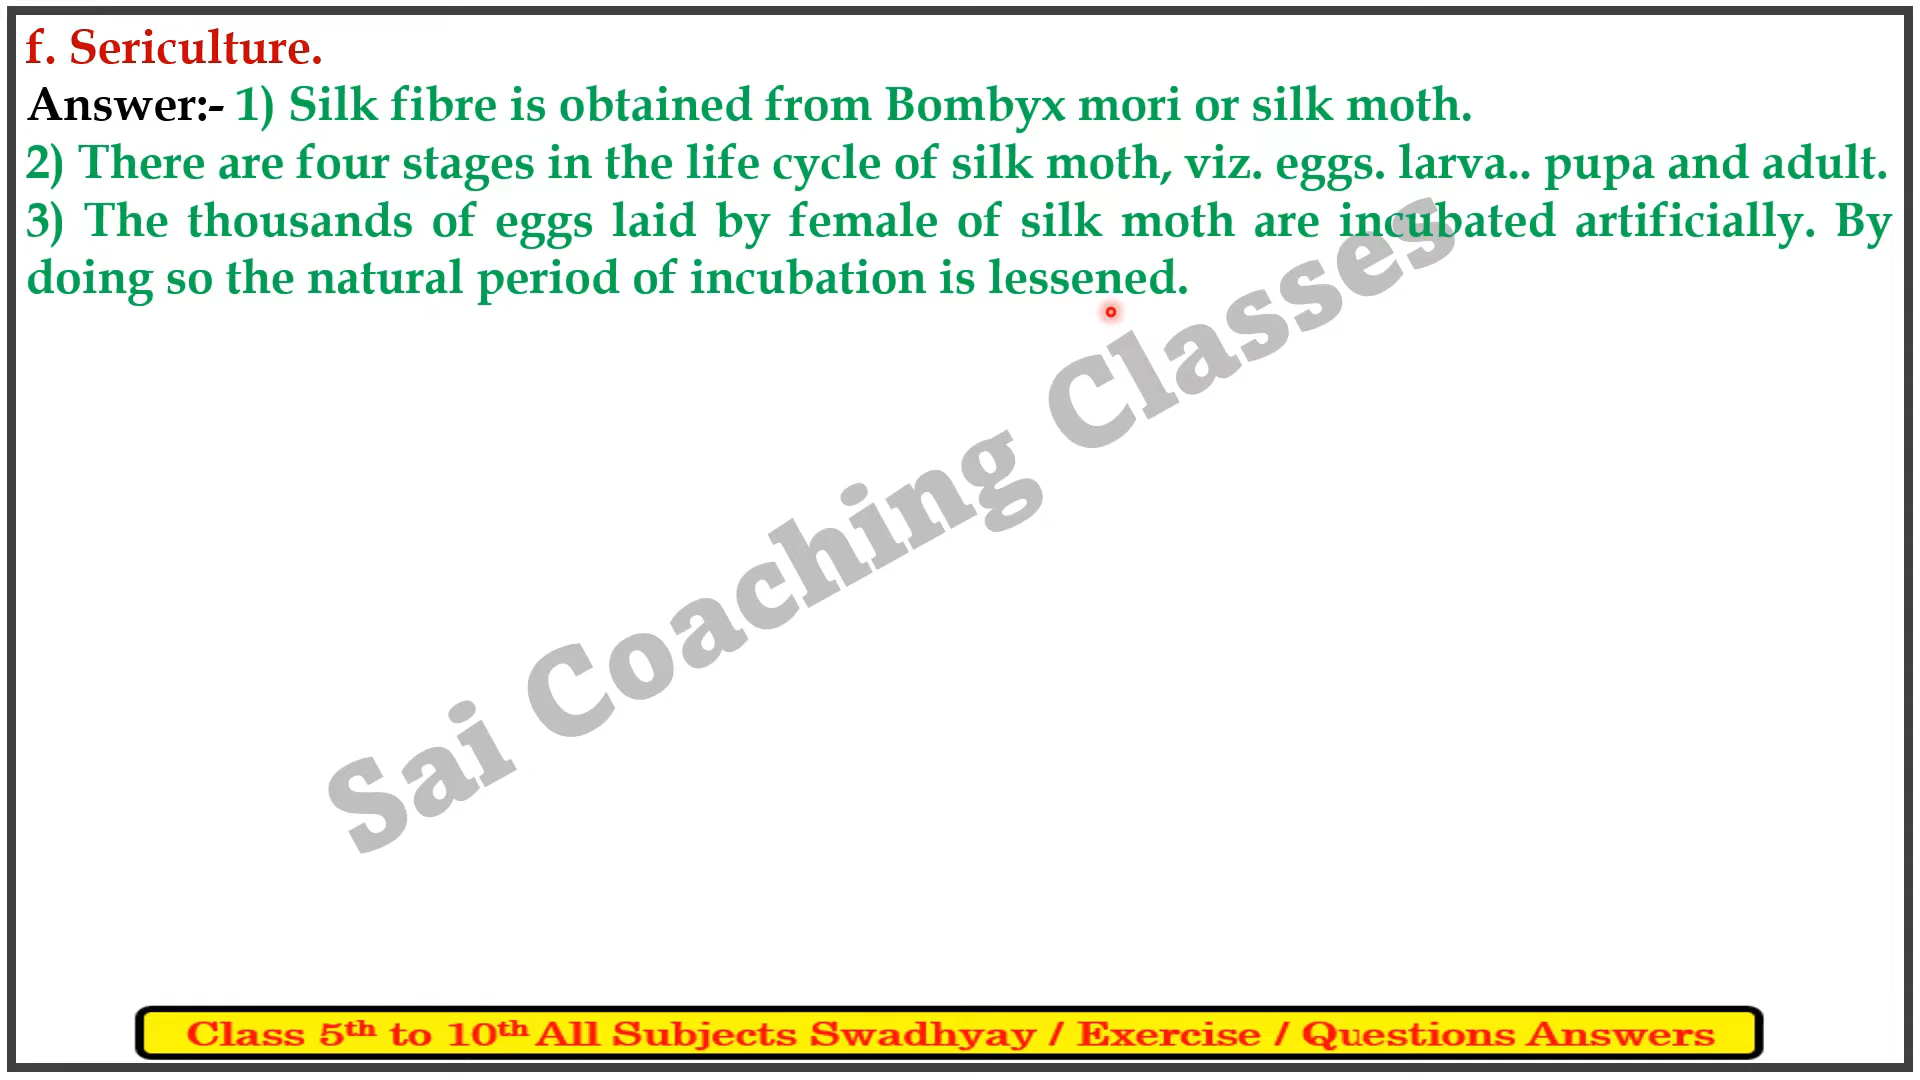 f. Sericulture.
Answer:- 1) Silk fibre is obtained from Bombyx mori or silk moth.
2) There are four stages in the life cycle of silk moth, viz. eggs. larva.. pupa and adult.
3) The thousands of eggs laid by female of silk moth are incubated artificially. By
doing so the natural period of incubation is lessened.
Sai Coaching Classes
Class 5th to 10th All Subjects Swadhyay / Exercise / Questions Answers